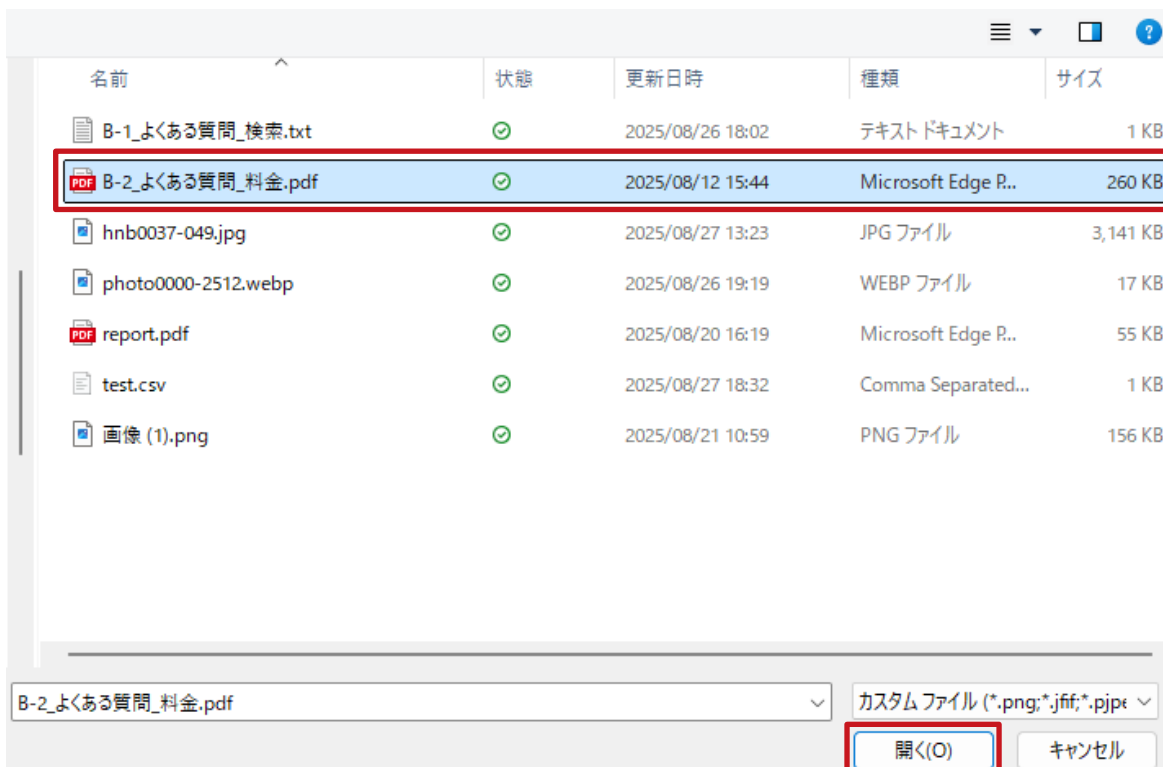 ?
名前 状態 更新日時 種類 サイズ
B-1_よくある質問_検索.txt 2025/08/26 18:02 テキスト ドキュメント 1 KB
PDF B-2_よくある質問_料金.pdf 2025/08/12 15:44 Microsoft Edge P... 260 KB
hnb0037-049.jpg 2025/08/27 13:23 JPG ファイル 3,141 KB
photo0000-2512.webp 2025/08/26 19:19 WEBP ファイル 17 KB
PDF report.pdf 2025/08/20 16:19 Microsoft Edge P... 55 KB
test.csv 2025/08/27 18:32 Comma Separated... 1 KB
画像 (1).png 2025/08/21 10:59 PNG ファイル 156 KB
B-2_よくある質問_料金.pdf カスタム ファイル (*.png;*.jfif;*.pjpe
開く(O) キャンセル